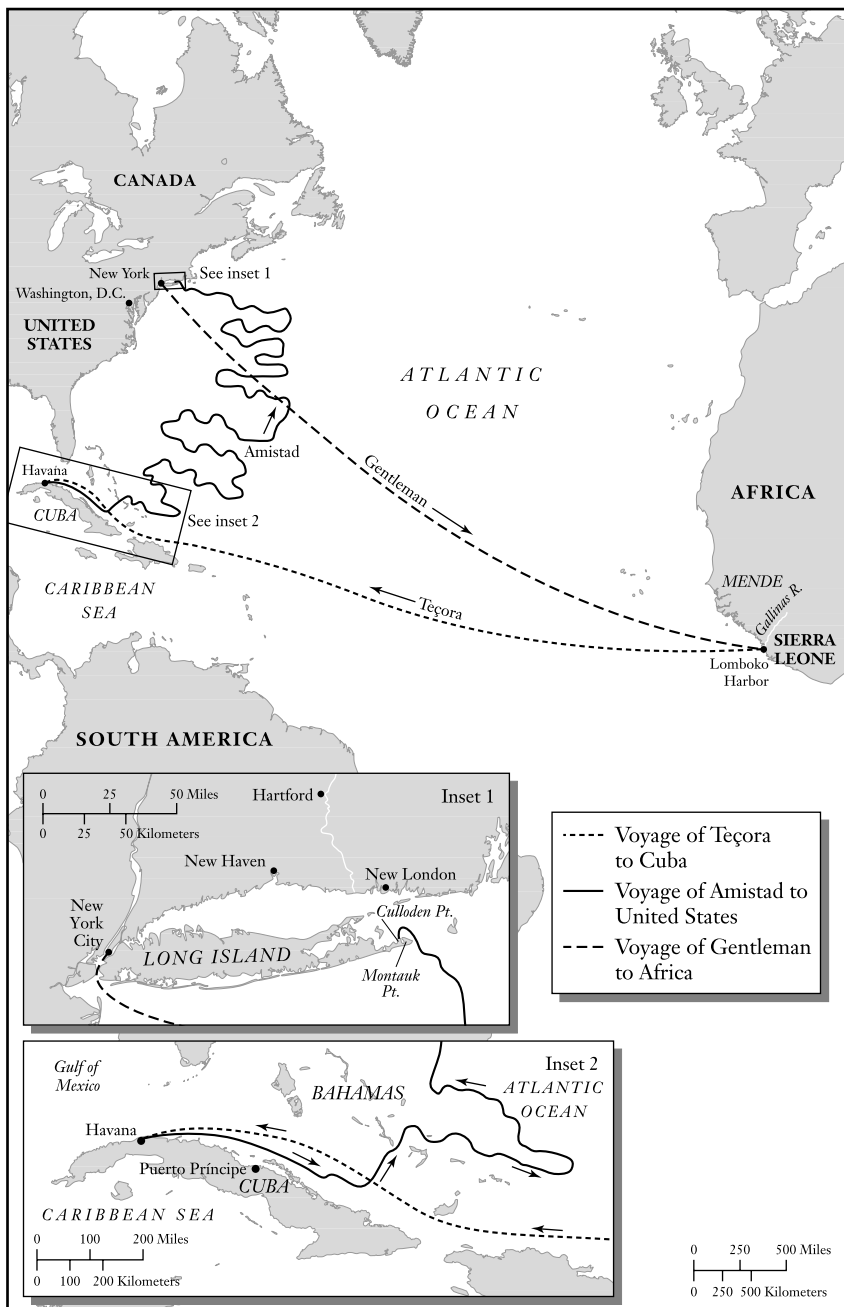 CANADA
New York
See inset 1
Washington, D.C.
UNITED
STATES
ATLANTIC
OCEAN
Amistad
Gentleman
Havana
CUBA
See inset 2
AFRICA
CARIBBEAN
SEA
Teçora
MENDE
Gallinas R.
SIERRA
LEONE
Lomboko
Harbor
SOUTH AMERICA
Inset 1
0 25 50 Miles
0 25 50 Kilometers
Hartford
New Haven
New London
New
York
City
Culloden Pt.
LONG ISLAND
Montauk
Pt.
Voyage of Teçora
to Cuba
Voyage of Amistad to
United States
Voyage of Gentleman
to Africa
Inset 2
Gulf of
Mexico
BAHAMAS
ATLANTIC
OCEAN
Havana
Puerto Príncipe
CUBA
CARIBBEAN SEA
0 100 200 Miles
0 100 200 Kilometers
0 250 500 Miles
0 250 500 Kilometers